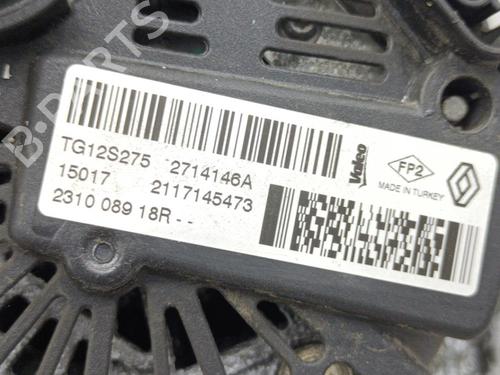 B-PARTS
TG12S275 2714146A
15017 2117145473
2310 089 18R - -
Valeo
FP2
MADE IN TURKEY